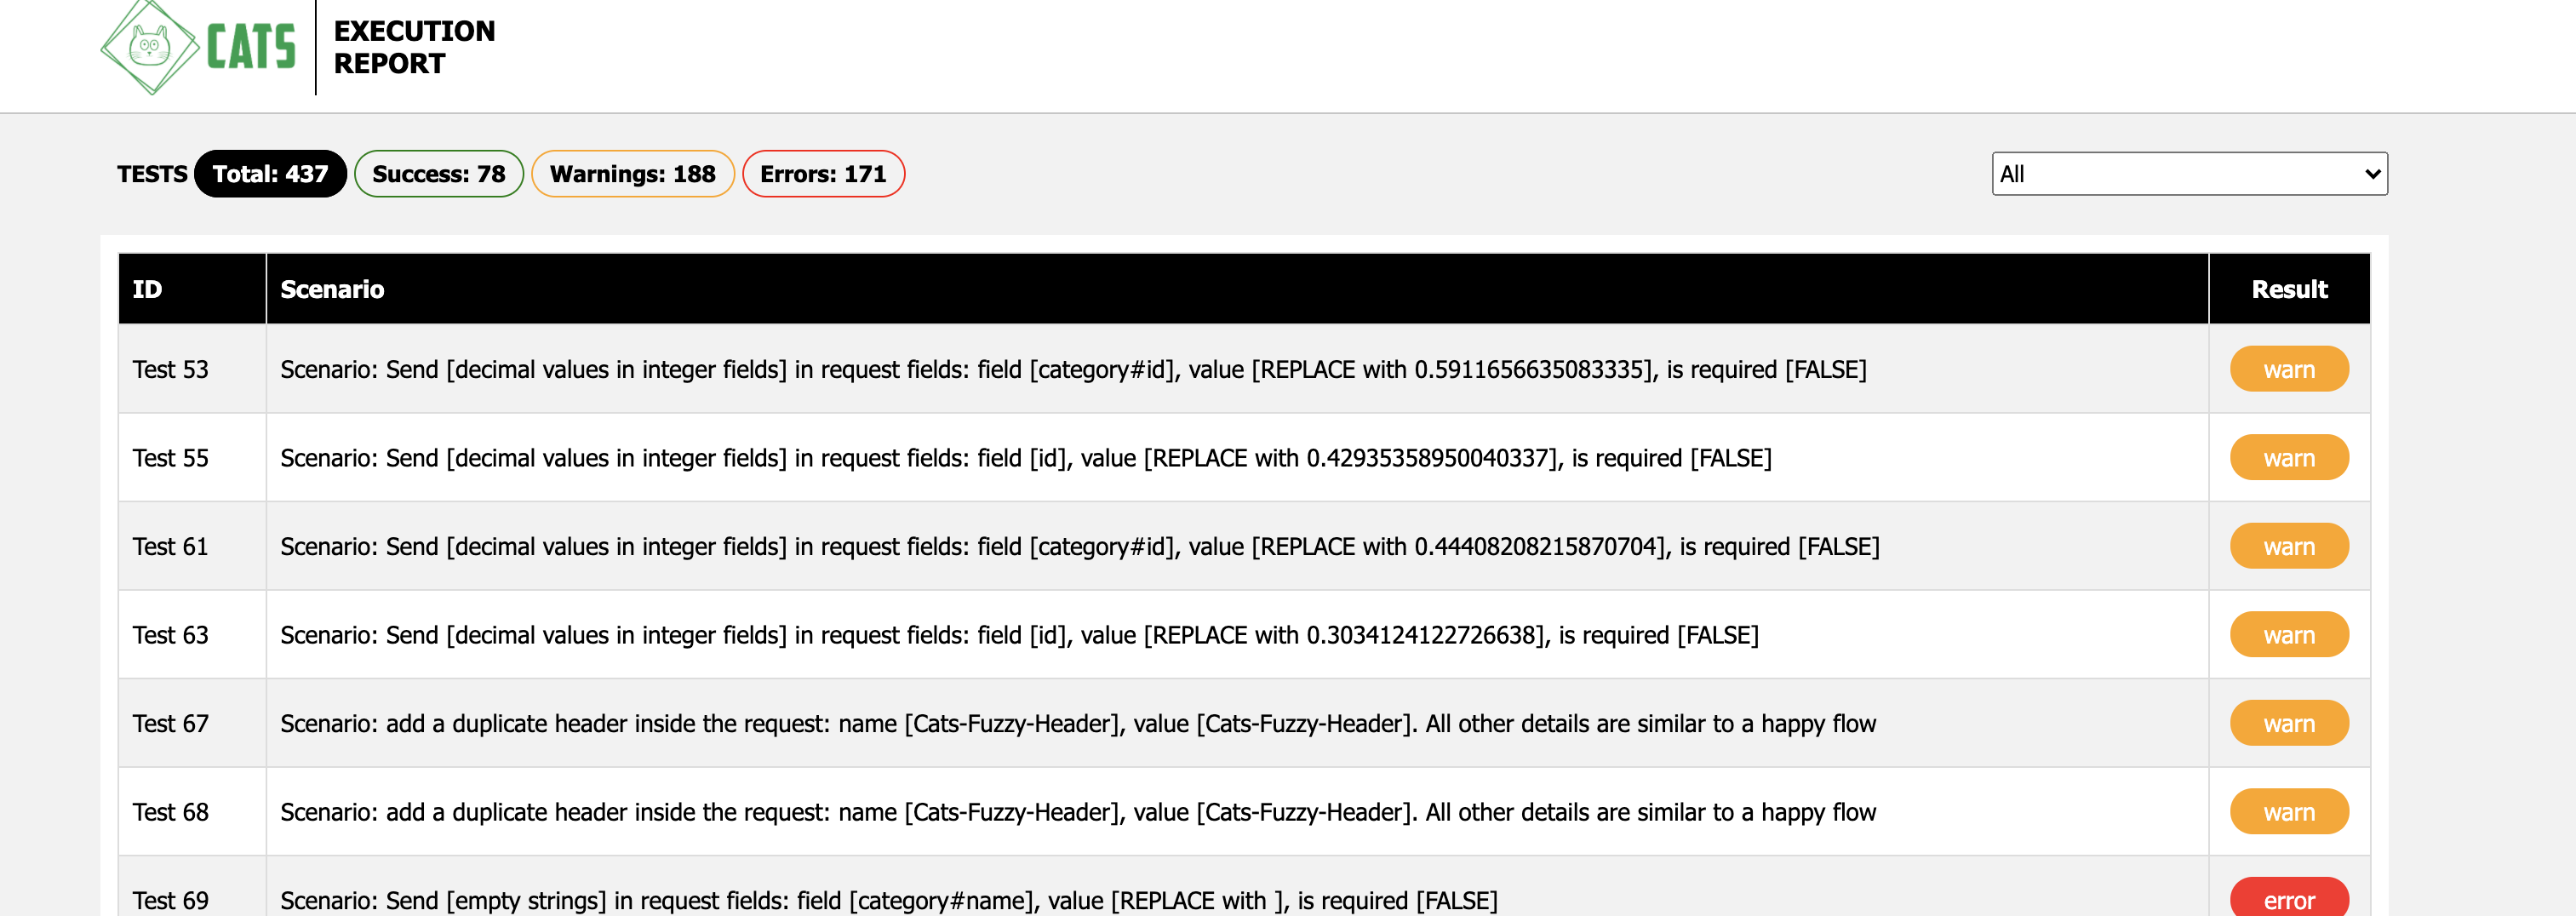 CATS
EXECUTION
REPORT
TESTS Total: 437 Success: 78 Warnings: 188 Errors: 171 All
ID Scenario Result
Test 53 Scenario: Send [decimal values in integer fields] in request fields: field [category#id], value [REPLACE with 0.5911656635083335], is required [FALSE] warn
Test 55 Scenario: Send [decimal values in integer fields] in request fields: field [id], value [REPLACE with 0.42935358950040337], is required [FALSE] warn
Test 61 Scenario: Send [decimal values in integer fields] in request fields: field [category#id], value [REPLACE with 0.44408208215870704], is required [FALSE] warn
Test 63 Scenario: Send [decimal values in integer fields] in request fields: field [id], value [REPLACE with 0.3034124122726638], is required [FALSE] warn
Test 67 Scenario: add a duplicate header inside the request: name [Cats-Fuzzy-Header], value [Cats-Fuzzy-Header]. All other details are similar to a happy flow warn
Test 68 Scenario: add a duplicate header inside the request: name [Cats-Fuzzy-Header], value [Cats-Fuzzy-Header]. All other details are similar to a happy flow warn
Test 69 Scenario: Send [empty strings] in request fields: field [category#name], value [REPLACE with ], is required [FALSE] error